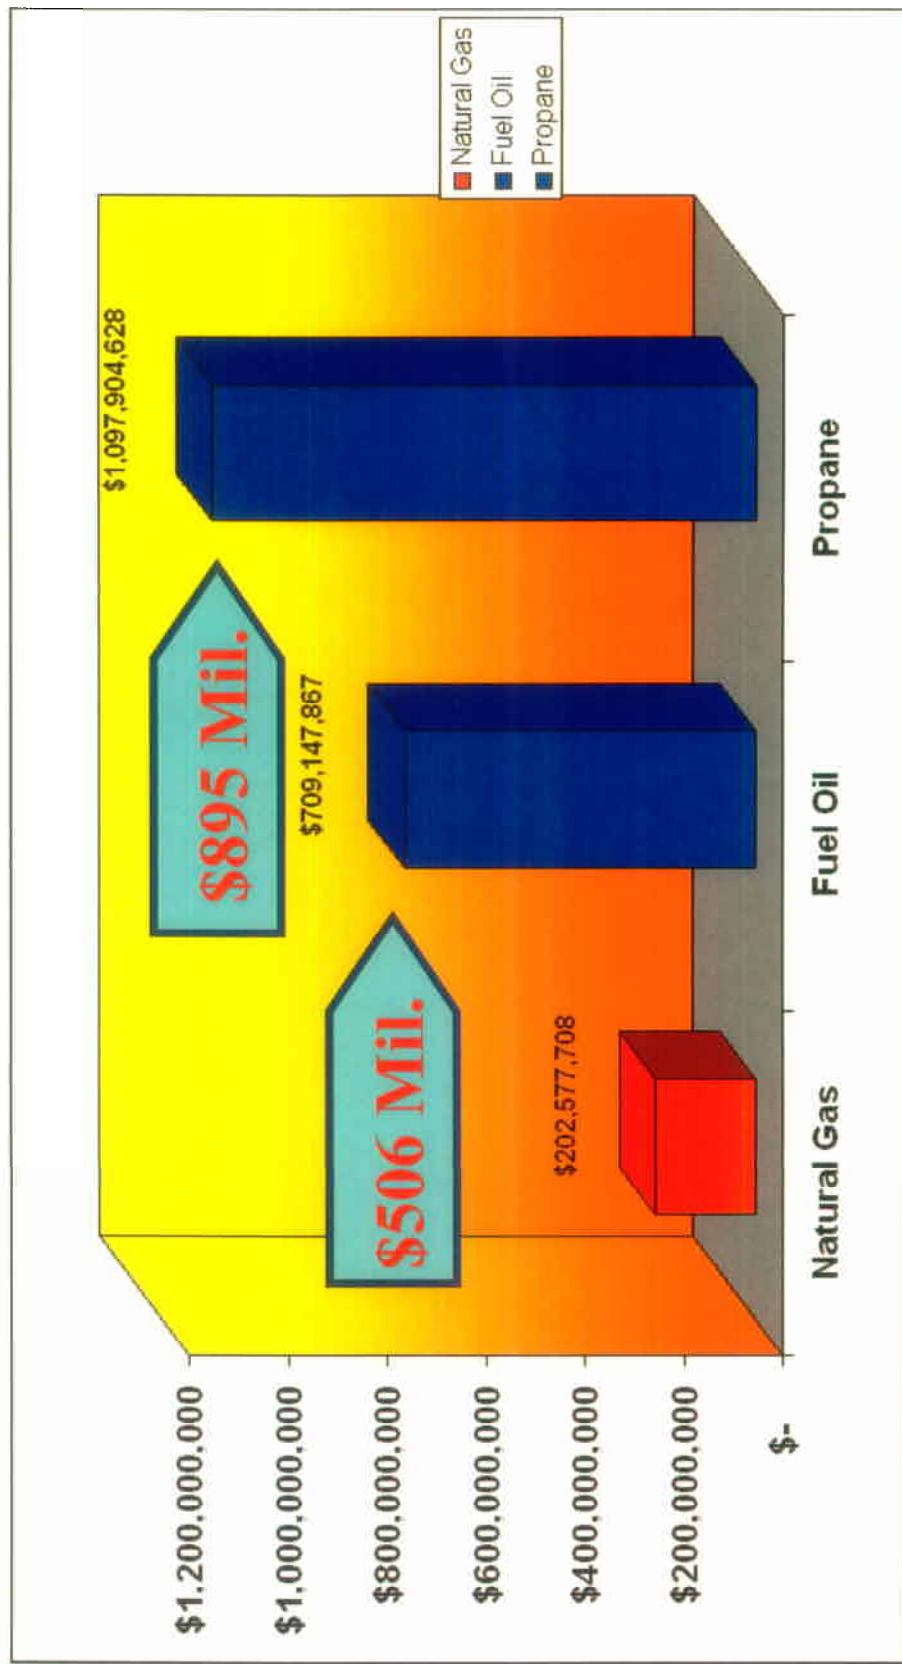 $1,097,904,628
$895 Mil.
$709,147,867
$506 Mil.
$202,577,708
$1.200.000.000
$1.000.000.000
$800.000.000
$600.000.000
$400.000.000
$200,000,000
$-
Natural Gas
Fuel Oil
Propane
Natural Gas
Fuel Oil
Propane